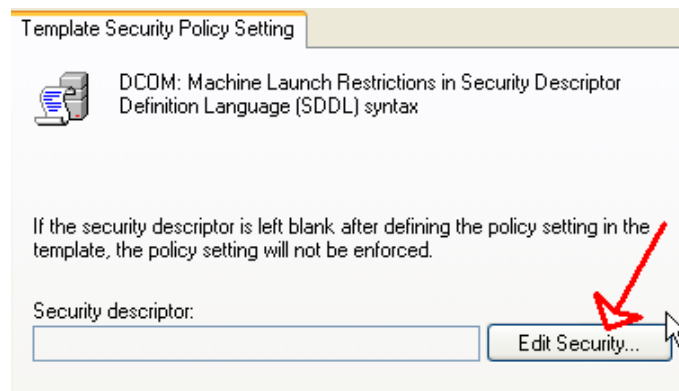 Template Security Policy Setting
DCOM: Machine Launch Restrictions in Security Descriptor
Definition Language (SDDL) syntax
If the security descriptor is left blank after defining the policy setting in the
template, the policy setting will not be enforced.
Security descriptor:
Edit Security...